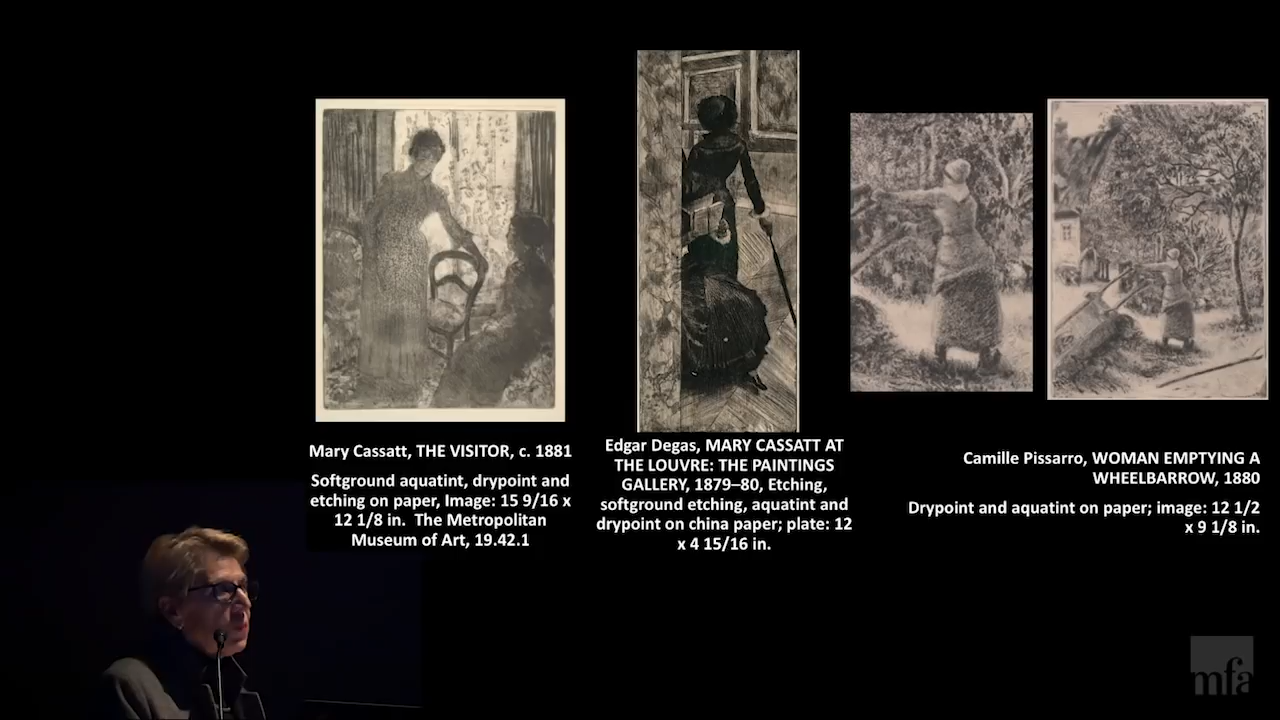 Mary Cassatt, THE VISITOR, c. 1881
Softground aquatint, drypoint and
etching on paper, Image: 15 9/16 x
12 1/8 in. The Metropolitan
Museum of Art, 19.42.1
Edgar Degas, MARY CASSATT AT
THE LOUVRE: THE PAINTINGS
GALLERY, 1879–80, Etching,
softground etching, aquatint and
drypoint on china paper; plate: 12
x 4 15/16 in.
Camille Pissarro, WOMAN EMPTYING A
WHEELBARROW, 1880
Drypoint and aquatint on paper; image: 12 1/2
x 9 1/8 in.
mfa